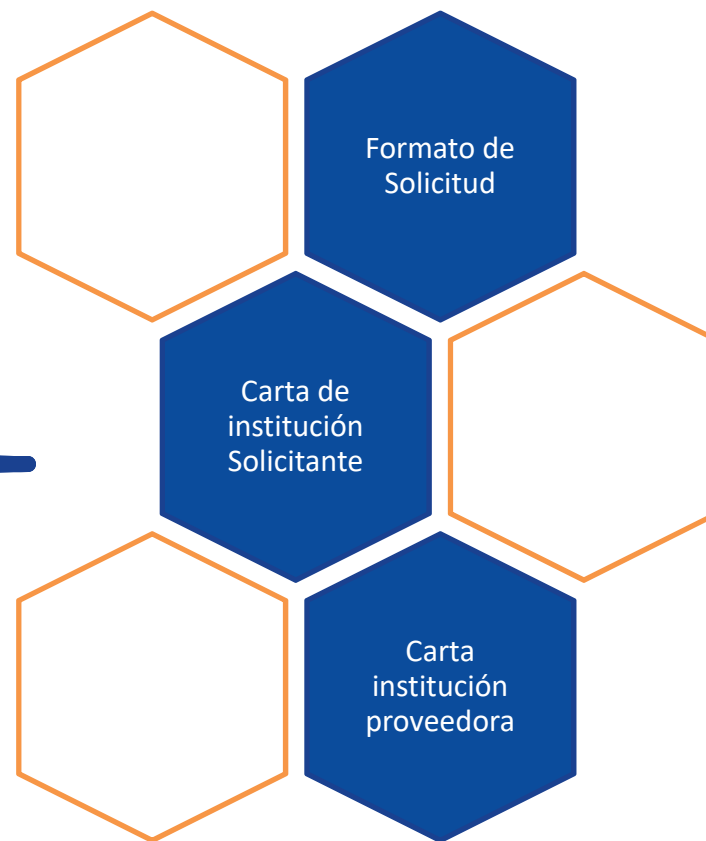 Formato de
Solicitud
Carta de
institución
Solicitante
Carta
institución
proveedora